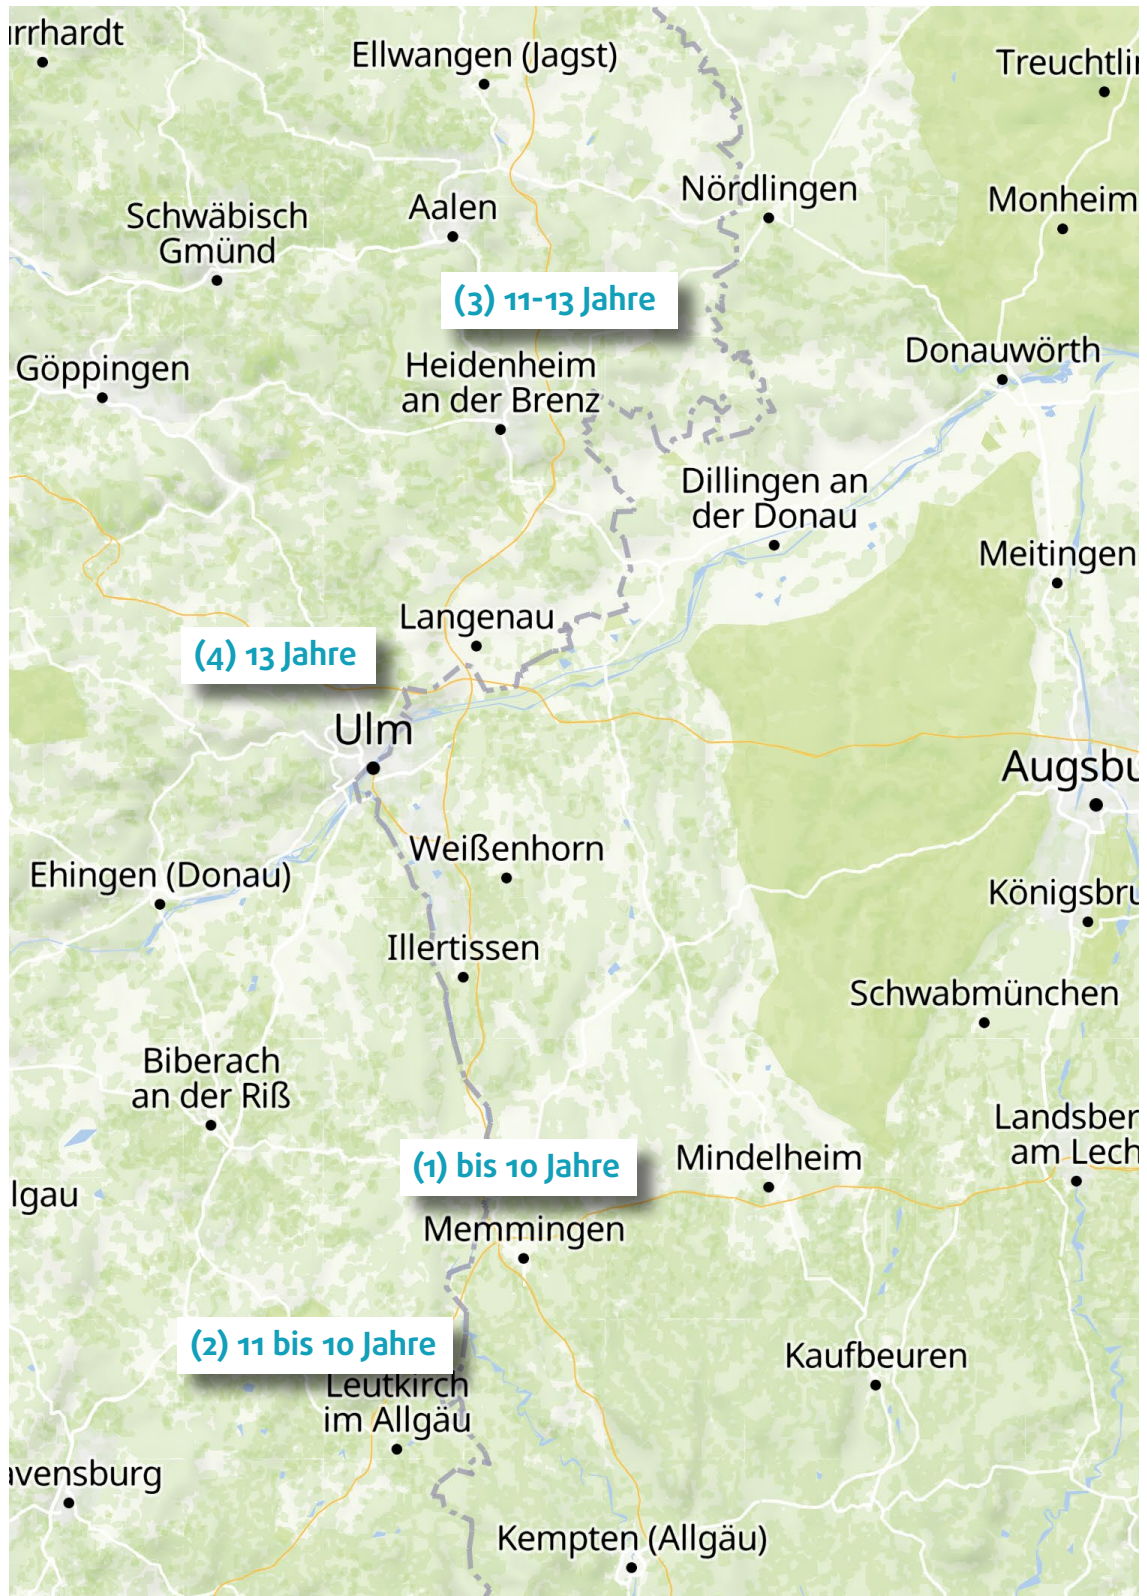 urrhardt
Ellwangen (Jagst)
Treuchtlin
Schwäbisch
Gmünd
Aalen
Nördlingen
Monheim
(3) 11-13 Jahre
Göppingen
Heidenheim
an der Brenz
Donauwörth
Dillingen an
der Donau
Meitingen
Langenau
(4) 13 Jahre
Ulm
Augsbu
Weißenhorn
Ehingen (Donau)
Königsbru
Illertissen
Schwabmünchen
Biberach
an der Riß
Landsber
am Lech
(1) bis 10 Jahre
Mindelheim
lgau
Memmingen
(2) 11 bis 10 Jahre
Kaufbeuren
Leutkirch
im Allgäu
avensburg
Kempten (Allgäu)